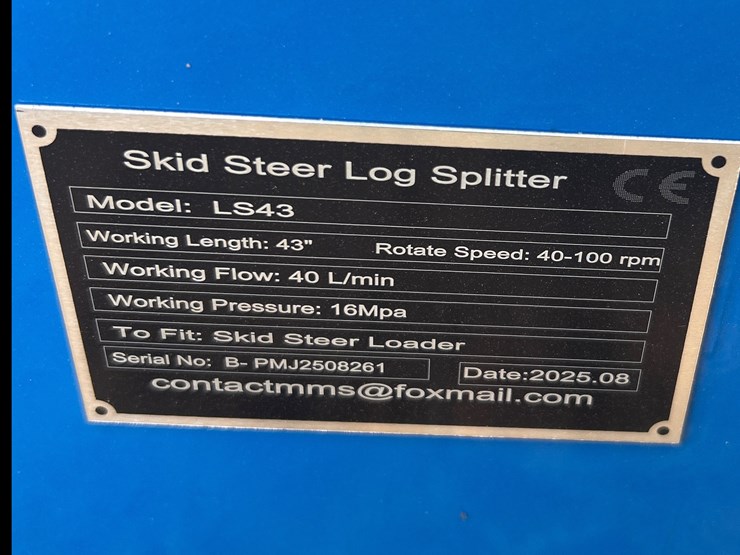 Skid Steer Log Splitter CE
Model: LS43
Working Length: 43" Rotate Speed: 40-100 rpm
Working Flow: 40 L/min
Working Pressure: 16Mpa
To Fit: Skid Steer Loader
Serial No: B- PMJ2508261 Date:2025.08
contactmms@foxmail.com